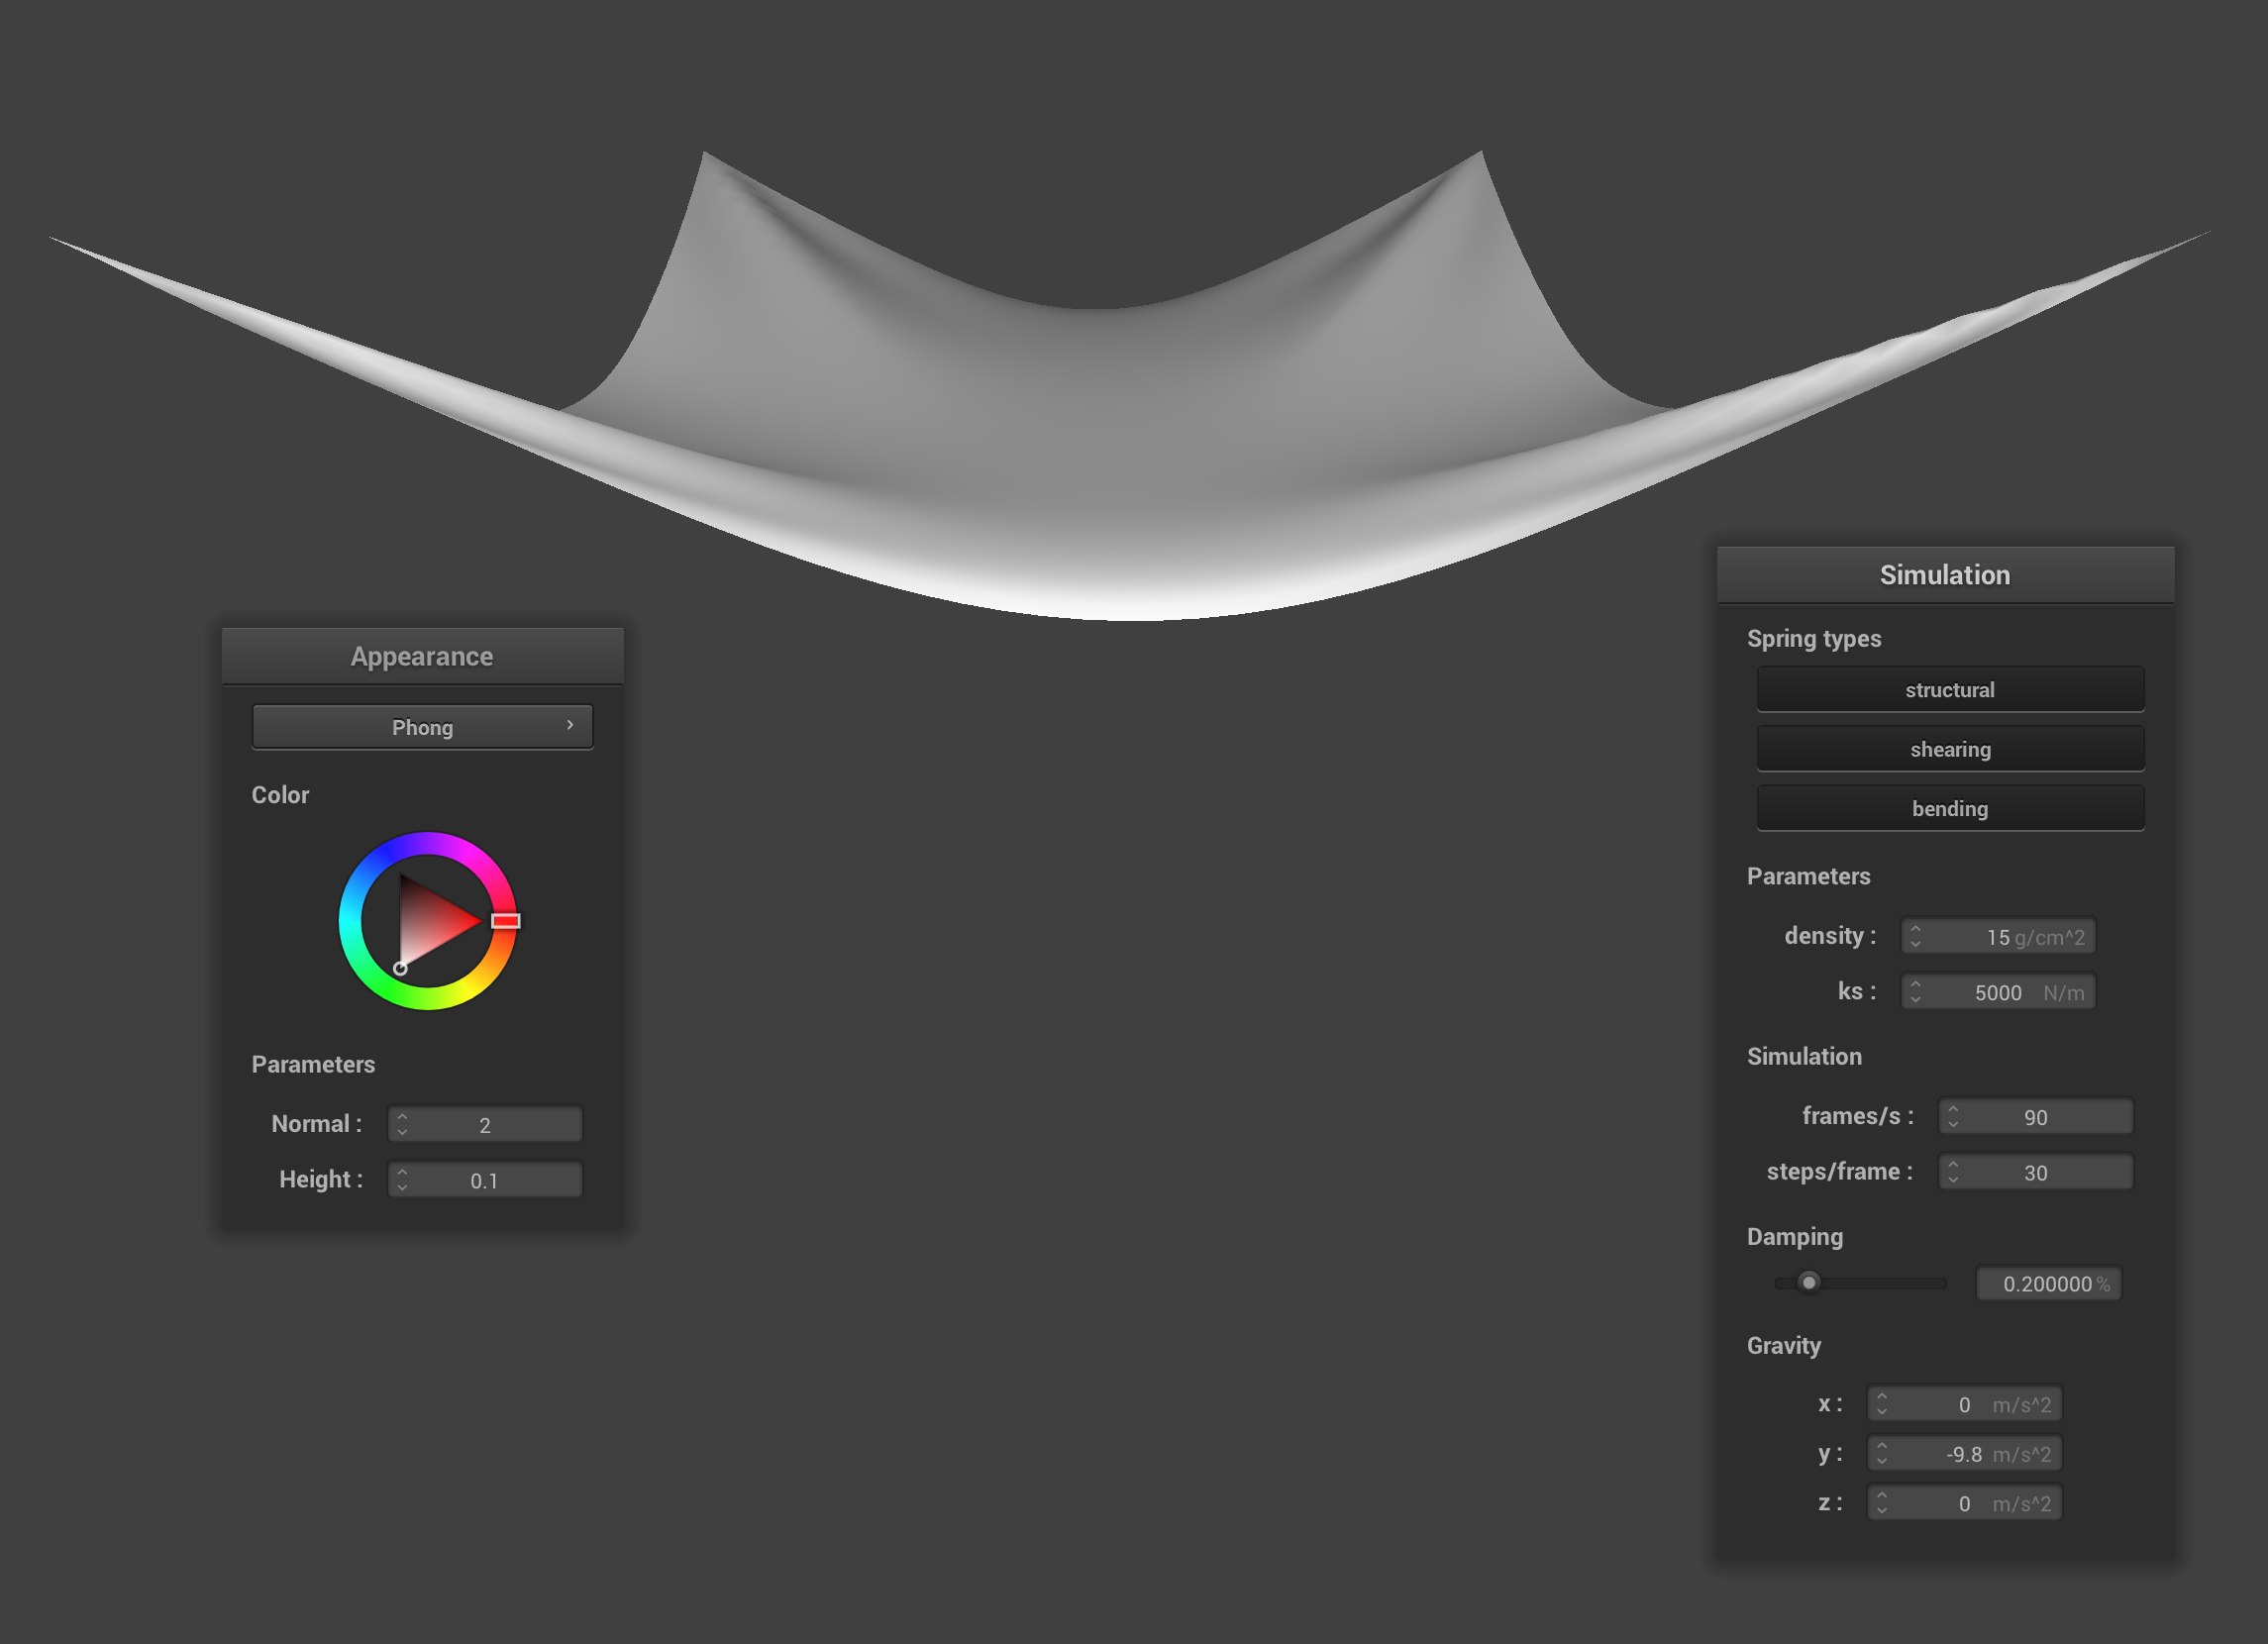 Appearance
Phong
Color
Parameters
Normal : 2
Height : 0.1
Simulation
Spring types
structural
shearing
bending
Parameters
density : 15 g/cm^2
ks : 5000 N/m
Simulation
frames/s : 90
steps/frame : 30
Damping
0.200000 %
Gravity
x : 0 m/s^2
y : -9.8 m/s^2
z : 0 m/s^2